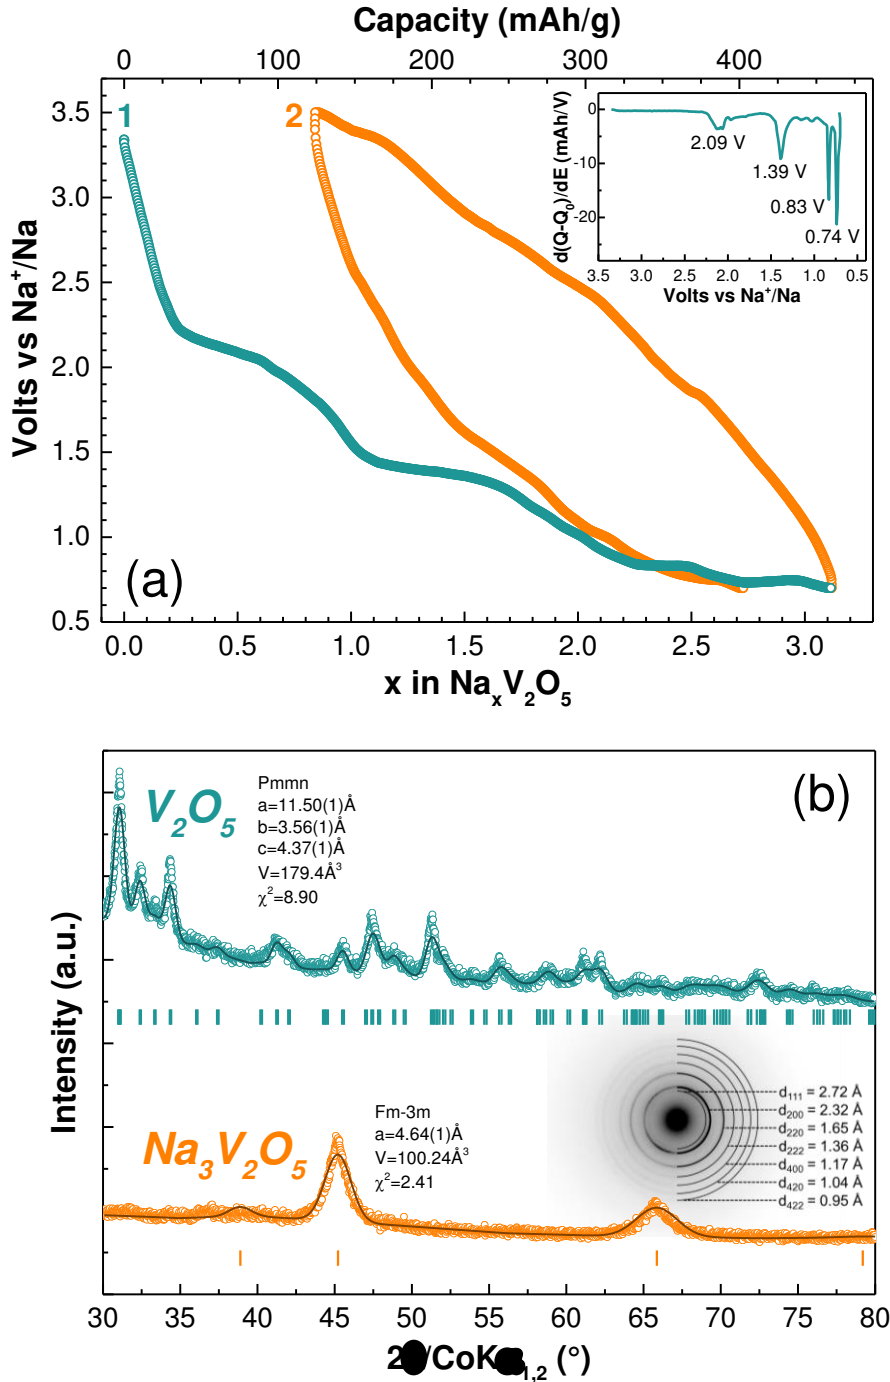 Capacity (mAh/g)
0 100 200 300 400
3.5
3.0
2.5
2.0
1.5
1.0
0.5
Volts vs Na⁺/Na
1
2
(a)
0.0 0.5 1.0 1.5 2.0 2.5 3.0
x in NaₓV₂O₅
d(Q-Q₀)/dE (mAh/V)
0
-10
-20
2.09 V
1.39 V
0.83 V
0.74 V
3.5 3.0 2.5 2.0 1.5 1.0 0.5
Volts vs Na⁺/Na
(b)
V₂O₅
Pmmn
a=11.50(1)Å
b=3.56(1)Å
c=4.37(1)Å
V=179.4Å³
χ²=8.90
Intensity (a.u.)
Na₃V₂O₅
Fm-3m
a=4.64(1)Å
V=100.24Å³
χ²=2.41
d₁₁₁ = 2.72 Å
d₂₀₀ = 2.32 Å
d₂₂₀ = 1.65 Å
d₂₂₂ = 1.36 Å
d₄₀₀ = 1.17 Å
d₄₂₀ = 1.04 Å
d₄₂₂ = 0.95 Å
30 35 40 45 50 55 60 65 70 75 80
2 /CoK ₁,₂ (°)